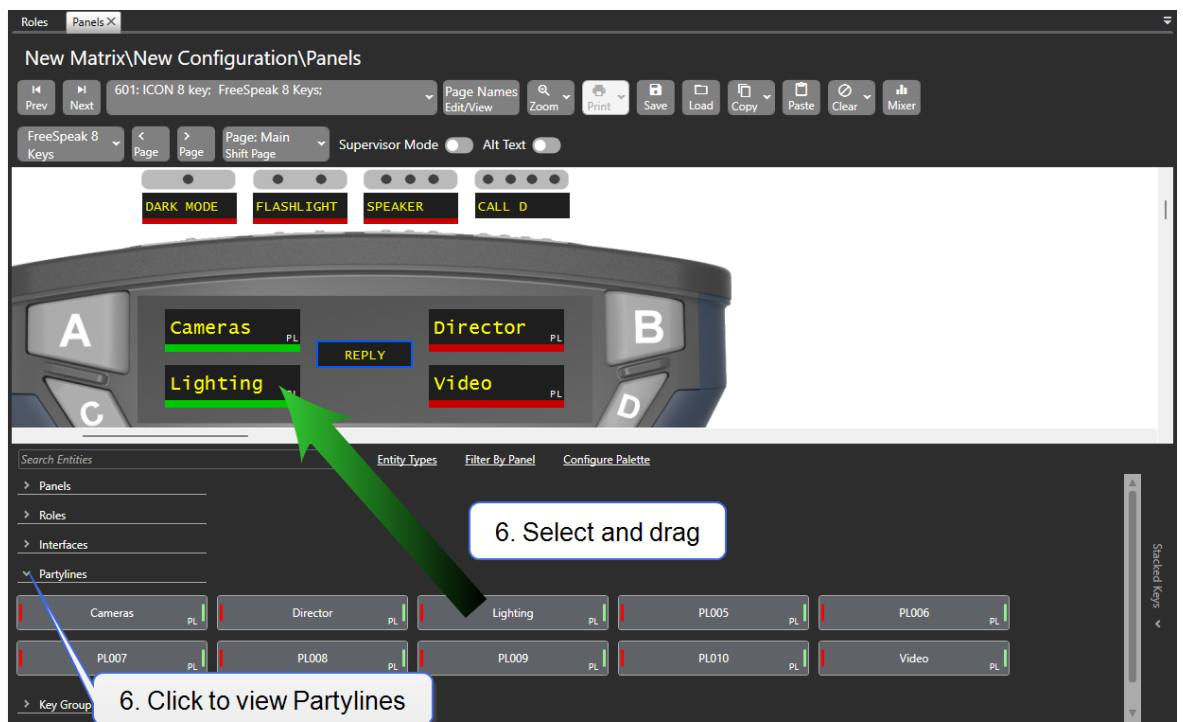 Roles Panels X
New Matrix\New Configuration\Panels
Prev Next 601: ICON 8 key; FreeSpeak 8 Keys; Page Names Edit/View Zoom Print Save Load Copy Paste Clear Mixer
FreeSpeak 8 Keys < Page > Page Page: Main Shift Page Supervisor Mode Alt Text
DARK MODE FLASHLIGHT SPEAKER CALL D
A Cameras PL REPLY Director PL B
C Lighting PL Video PL D
Search Entities Entity Types Filter By Panel Configure Palette
> Panels
> Roles
6. Select and drag
> Interfaces
Partylines
Stacked Keys
Cameras PL Director PL Lighting PL PL005 PL PL006 PL
PL007 PL PL008 PL PL009 PL PL010 PL Video PL
> Key Group
6. Click to view Partylines